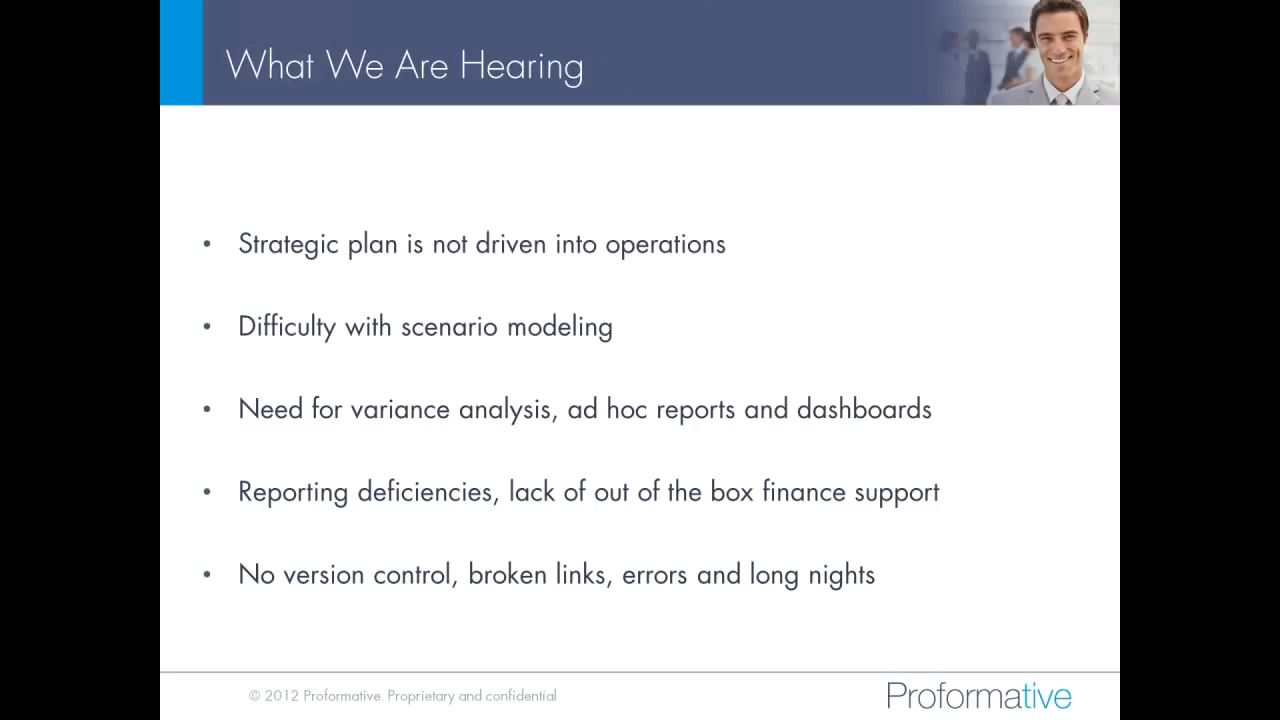 What We Are Hearing
• Strategic plan is not driven into operations
• Difficulty with scenario modeling
• Need for variance analysis, ad hoc reports and dashboards
• Reporting deficiencies, lack of out of the box finance support
• No version control, broken links, errors and long nights
© 2012 Proformative. Proprietary and confidential
Proformative